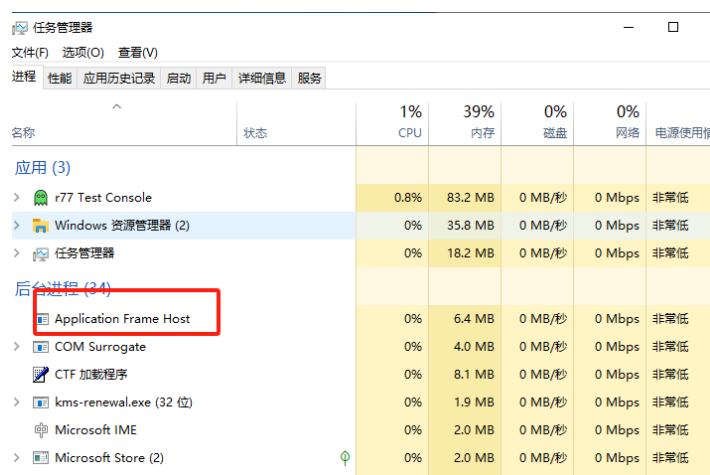 任务管理器
文件(F) 选项(O) 查看(V)
进程 性能 应用历史记录 启动 用户 详细信息 服务
1% 39% 0% 0%
名称 状态 CPU 内存 磁盘 网络 电源使用情
应用 (3)
r77 Test Console 0.8% 83.2 MB 0 MB/秒 0 Mbps 非常低
Windows 资源管理器 (2) 0% 35.8 MB 0 MB/秒 0 Mbps 非常低
任务管理器 0% 18.2 MB 0 MB/秒 0 Mbps 非常低
后台进程 (34)
Application Frame Host 0% 6.4 MB 0 MB/秒 0 Mbps 非常低
COM Surrogate 0% 4.0 MB 0 MB/秒 0 Mbps 非常低
CTF 加载程序 0% 8.1 MB 0 MB/秒 0 Mbps 非常低
kms-renewal.exe (32 位) 0% 1.9 MB 0 MB/秒 0 Mbps 非常低
Microsoft IME 0% 2.0 MB 0 MB/秒 0 Mbps 非常低
Microsoft Store (2) 0% 2.0 MB 0 MB/秒 0 Mbps 非常低